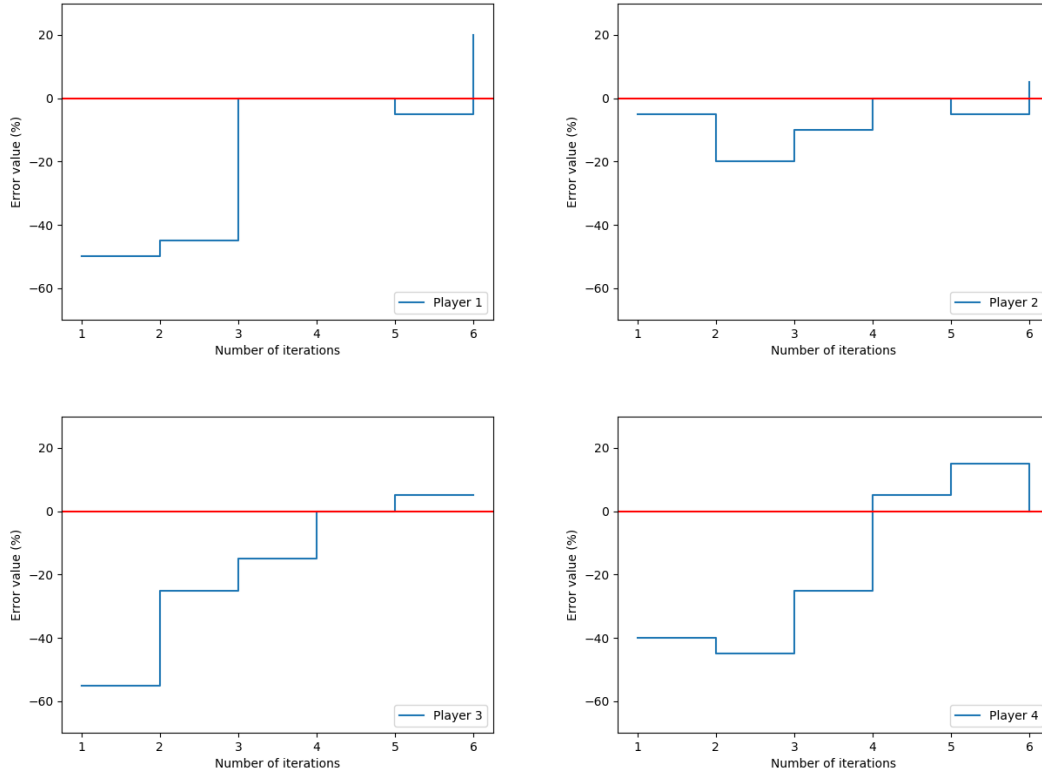 20
0
−20
−40
−60
Error value (%)
1 2 3 4 5 6
Number of iterations
Player 1
20
0
−20
−40
−60
Error value (%)
1 2 3 4 5 6
Number of iterations
Player 2
20
0
−20
−40
−60
Error value (%)
1 2 3 4 5 6
Number of iterations
Player 3
20
0
−20
−40
−60
Error value (%)
1 2 3 4 5 6
Number of iterations
Player 4